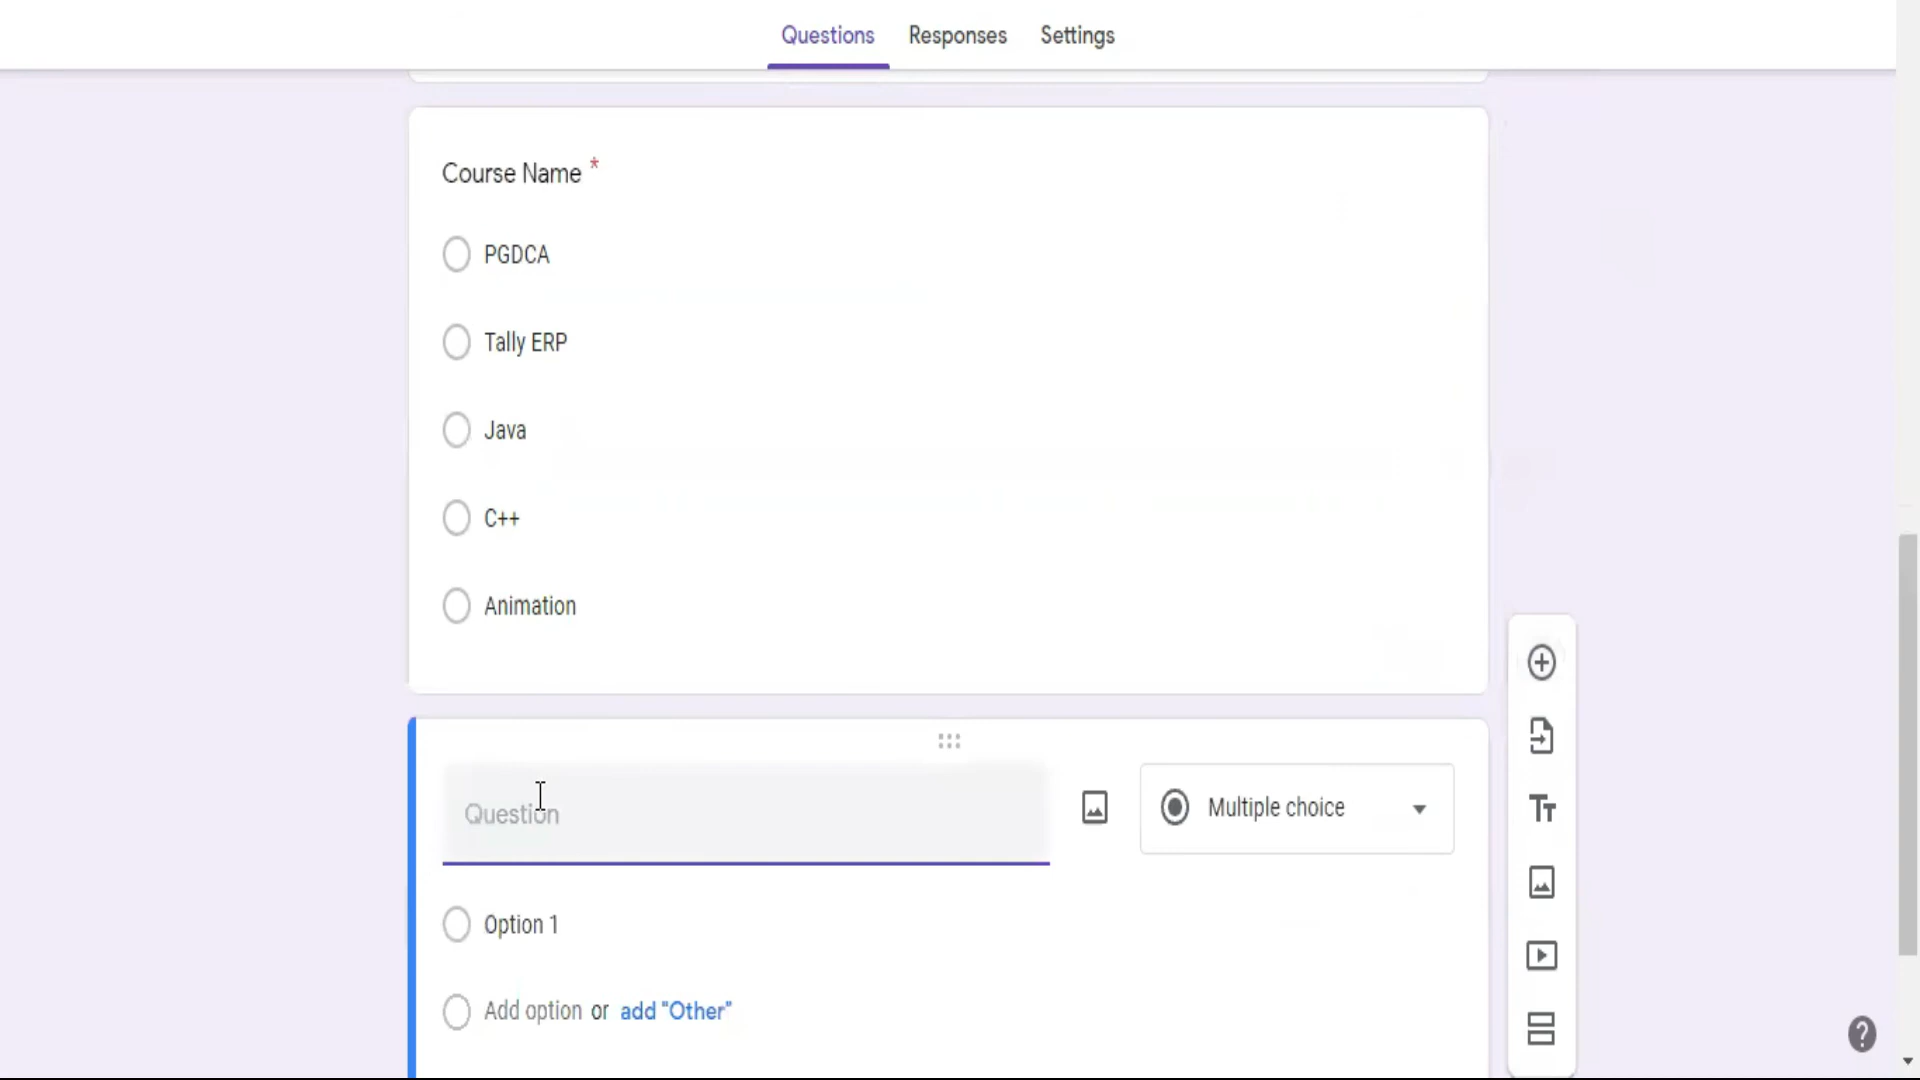 Questions Responses Settings
Course Name *
PGDCA
Tally ERP
Java
C++
Animation
Question
Multiple choice
Option 1
Add option or add "Other"